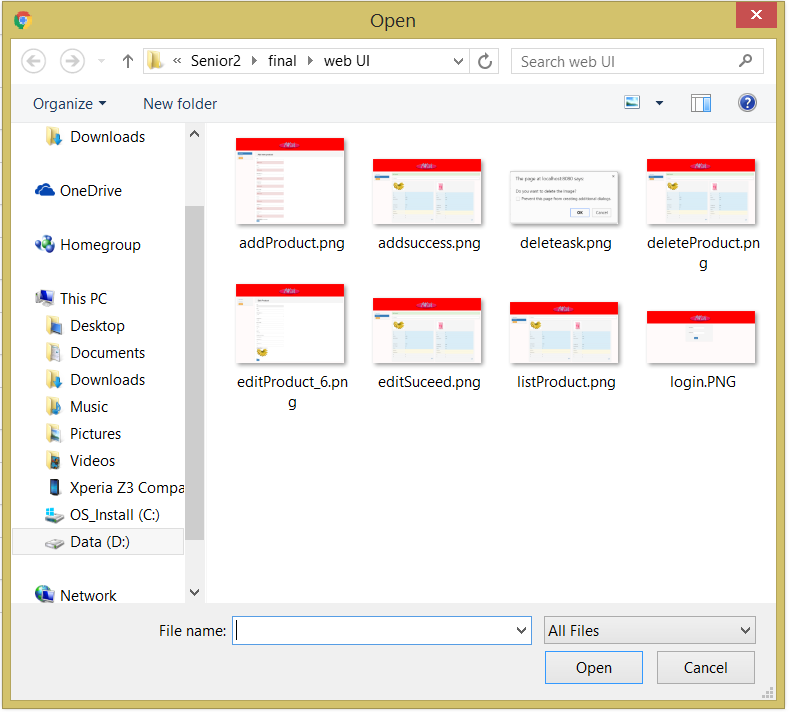 Open
« Senior2 final web UI
Search web UI
Organize
New folder
Downloads
OneDrive
Homegroup
This PC
Desktop
Documents
Downloads
Music
Pictures
Videos
Xperia Z3 Compa
OS_Install (C:)
Data (D:)
Network
addProduct.png
addsuccess.png
The page at localhost:8080 says:
Do you want to delete the image?
Prevent this page from creating additional dialogs.
OK Cancel
deleteask.png
deleteProduct.pn
g
editProduct_6.pn
g
editSuceed.png
listProduct.png
login.PNG
File name:
All Files
Open
Cancel